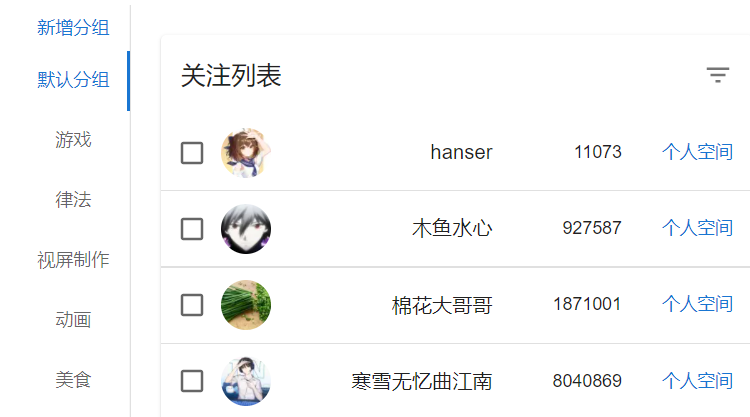 新增分组
默认分组
游戏
律法
视屏制作
动画
美食
关注列表
hanser 11073 个人空间
木鱼水心 927587 个人空间
棉花大哥哥 1871001 个人空间
寒雪无忆曲江南 8040869 个人空间